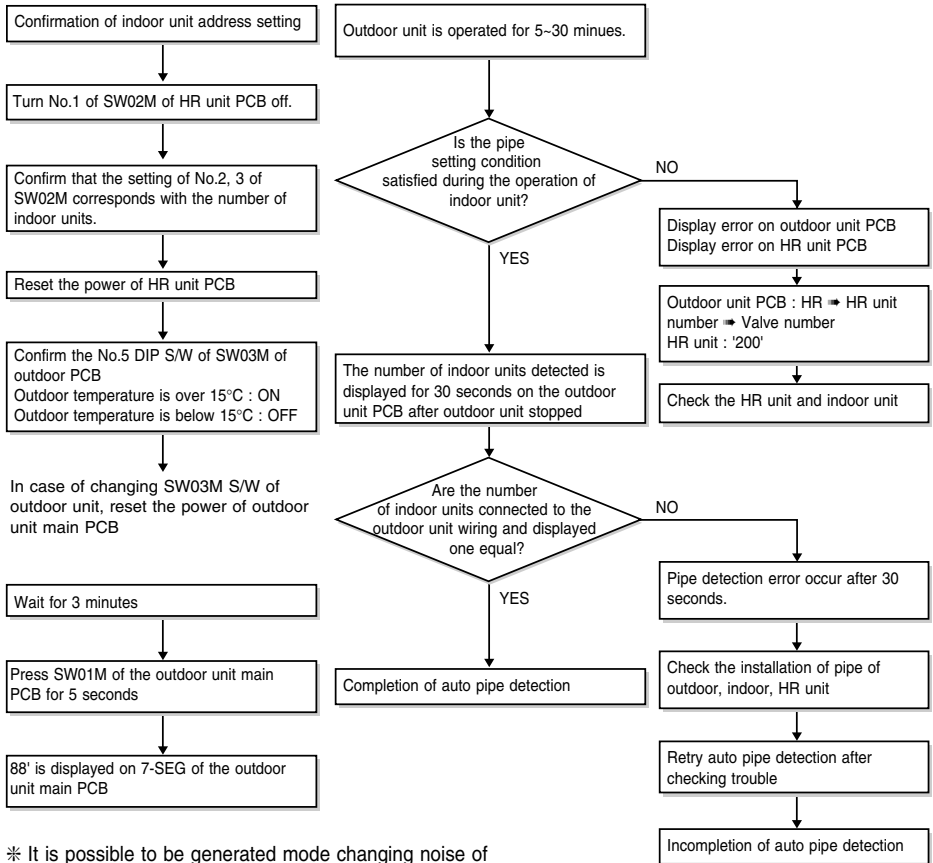 Confirmation of indoor unit address setting
Turn No.1 of SW02M of HR unit PCB off.
Confirm that the setting of No.2, 3 of
SW02M corresponds with the number of
indoor units.
Reset the power of HR unit PCB
Confirm the No.5 DIP S/W of SW03M of
outdoor PCB
Outdoor temperature is over 15°C : ON
Outdoor temperature is below 15°C : OFF
In case of changing SW03M S/W of
outdoor unit, reset the power of outdoor
unit main PCB
Wait for 3 minutes
Press SW01M of the outdoor unit main
PCB for 5 seconds
88' is displayed on 7-SEG of the outdoor
unit main PCB
Outdoor unit is operated for 5~30 minues.
Is the pipe
setting condition
satisfied during the operation of
indoor unit?
NO
YES
Display error on outdoor unit PCB
Display error on HR unit PCB
Outdoor unit PCB : HR ➠ HR unit
number ➠ Valve number
HR unit : '200'
Check the HR unit and indoor unit
The number of indoor units detected is
displayed for 30 seconds on the outdoor
unit PCB after outdoor unit stopped
Are the number
of indoor units connected to the
outdoor unit wiring and displayed
one equal?
NO
YES
Pipe detection error occur after 30
seconds.
Check the installation of pipe of
outdoor, indoor, HR unit
Retry auto pipe detection after
checking trouble
Incompletion of auto pipe detection
Completion of auto pipe detection
❈ It is possible to be generated mode changing noise of